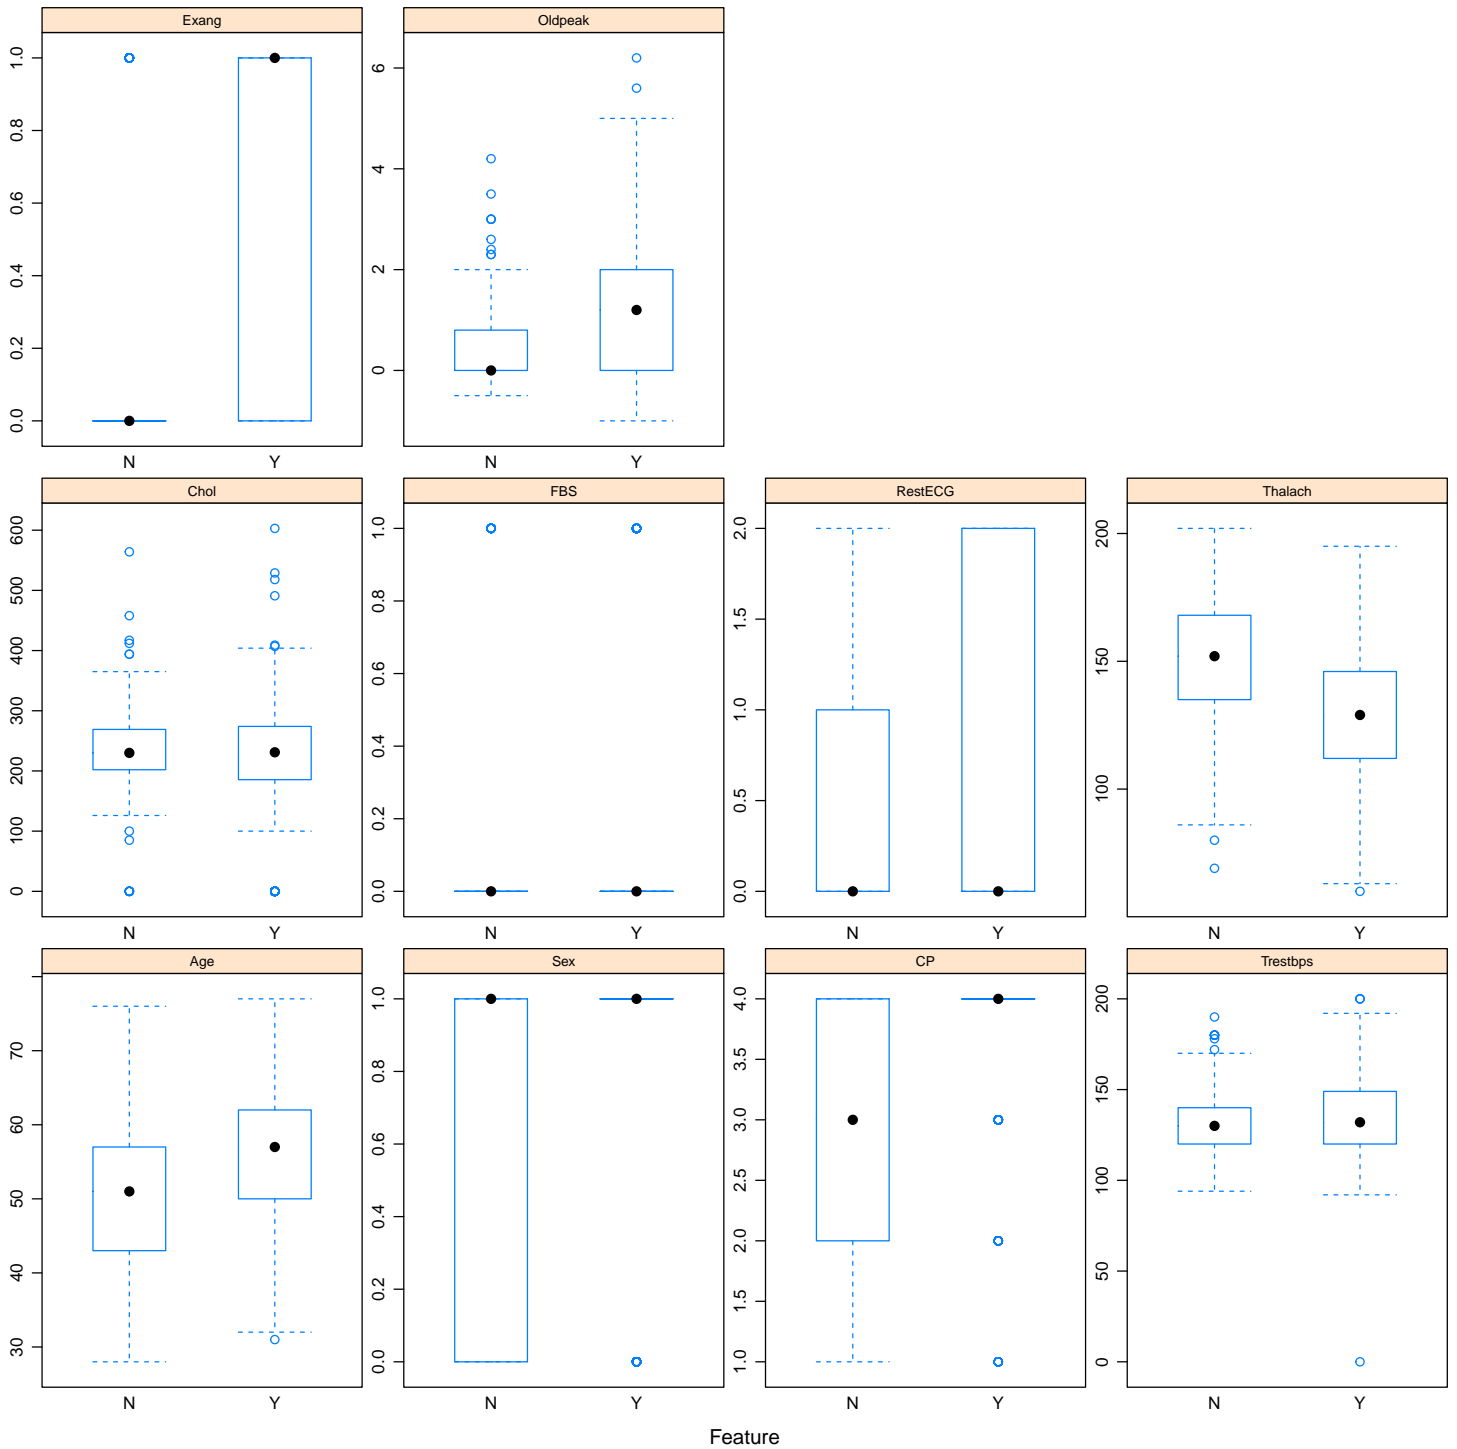 Exang Oldpeak
0.0 0.2 0.4 0.6 0.8 1.0
0 2 4 6
N Y N Y
Chol FBS RestECG Thalach
0 100 200 300 400 500 600
0.0 0.2 0.4 0.6 0.8 1.0
0.0 0.5 1.0 1.5 2.0
100 150 200
N Y N Y N Y N Y
Age Sex CP Trestbps
30 40 50 60 70
0.0 0.2 0.4 0.6 0.8 1.0
1.0 1.5 2.0 2.5 3.0 3.5 4.0
0 50 100 150 200
N Y N Y N Y N Y
Feature